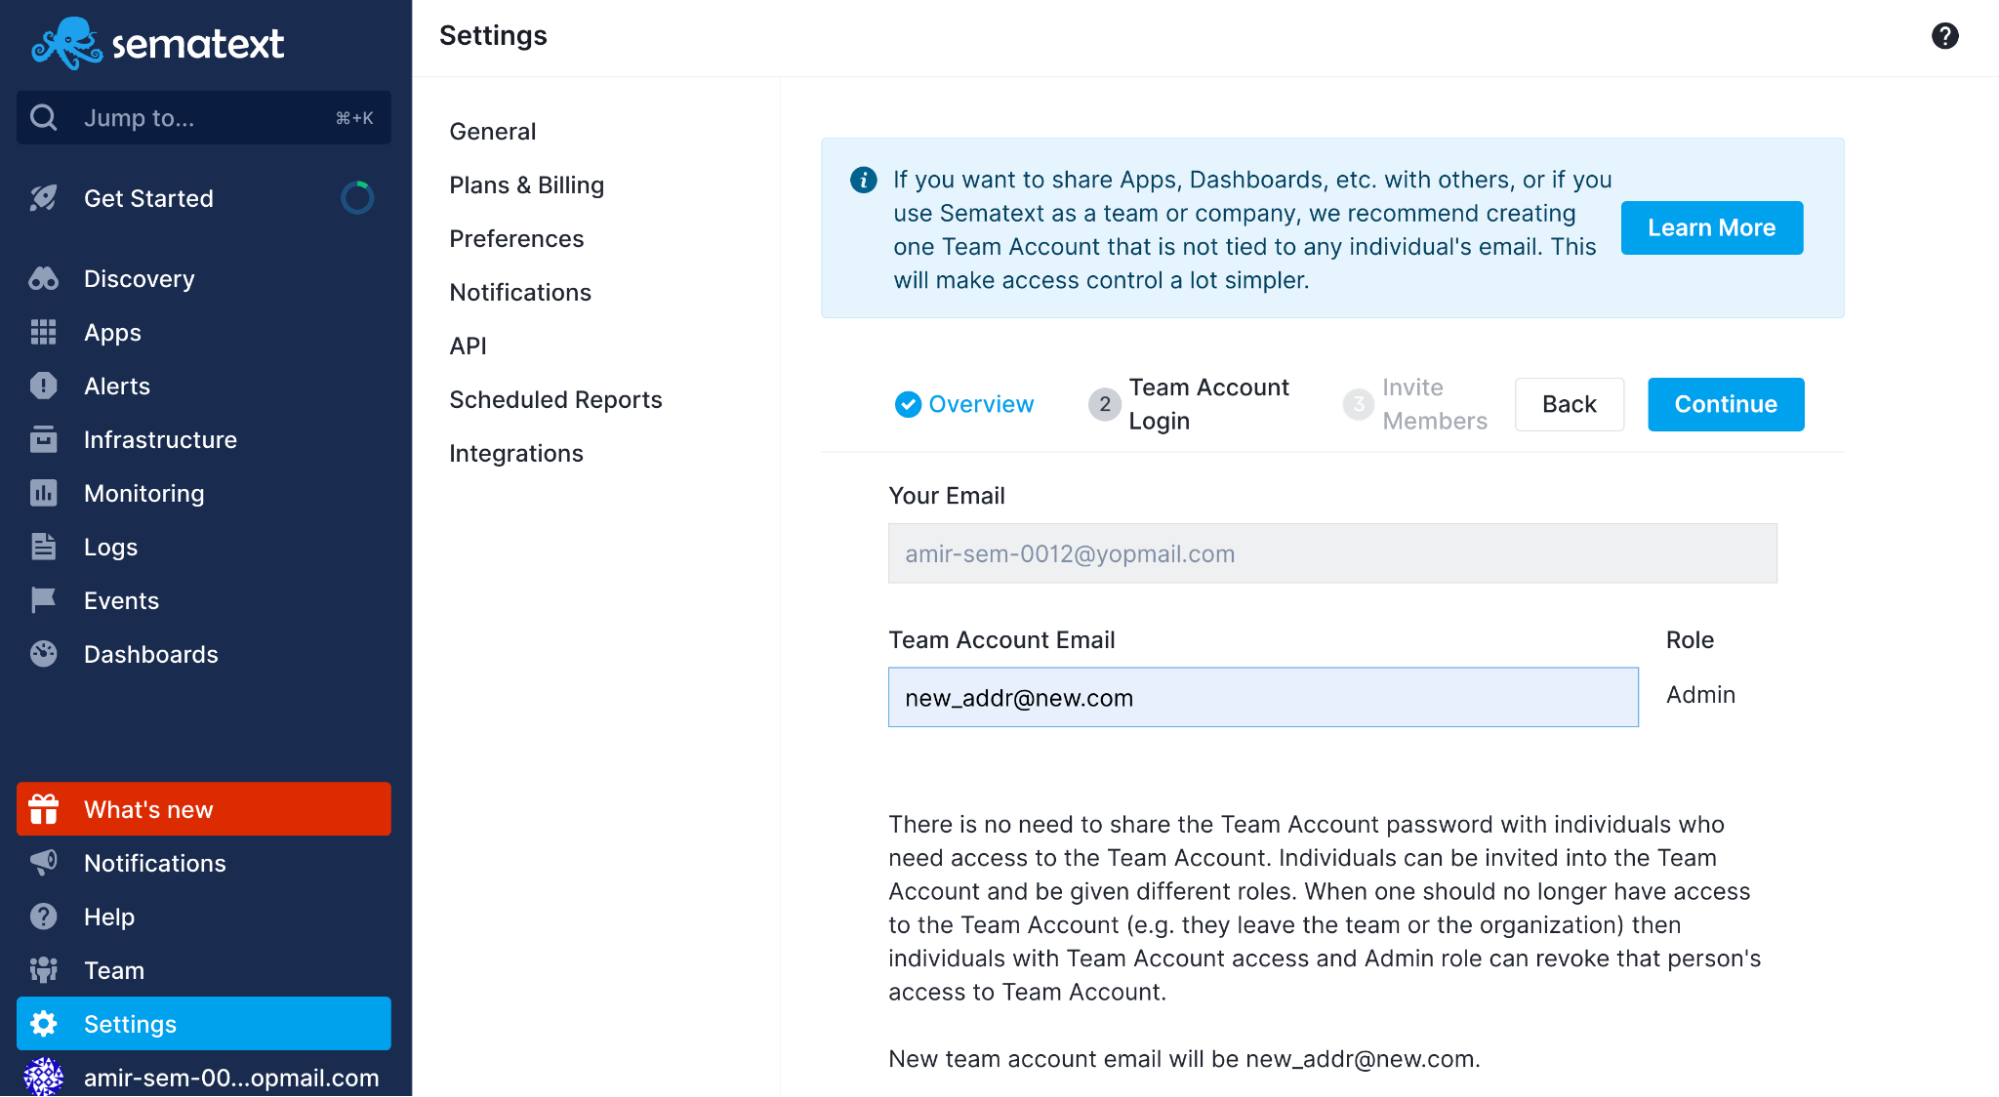 sematext
Jump to...
⌘+K
Get Started
Discovery
Apps
Alerts
Infrastructure
Monitoring
Logs
Events
Dashboards
What's new
Notifications
Help
Team
Settings
amir-sem-00...opmail.com
Settings
?
General
Plans & Billing
Preferences
Notifications
API
Scheduled Reports
Integrations
If you want to share Apps, Dashboards, etc. with others, or if you
use Sematext as a team or company, we recommend creating
one Team Account that is not tied to any individual's email. This
will make access control a lot simpler.
Learn More
Overview
2
Team Account
Login
3
Invite
Members
Back
Continue
Your Email
amir-sem-0012@yopmail.com
Team Account Email
Role
new_addr@new.com
Admin
There is no need to share the Team Account password with individuals who
need access to the Team Account. Individuals can be invited into the Team
Account and be given different roles. When one should no longer have access
to the Team Account (e.g. they leave the team or the organization) then
individuals with Team Account access and Admin role can revoke that person's
access to Team Account.
New team account email will be new_addr@new.com.